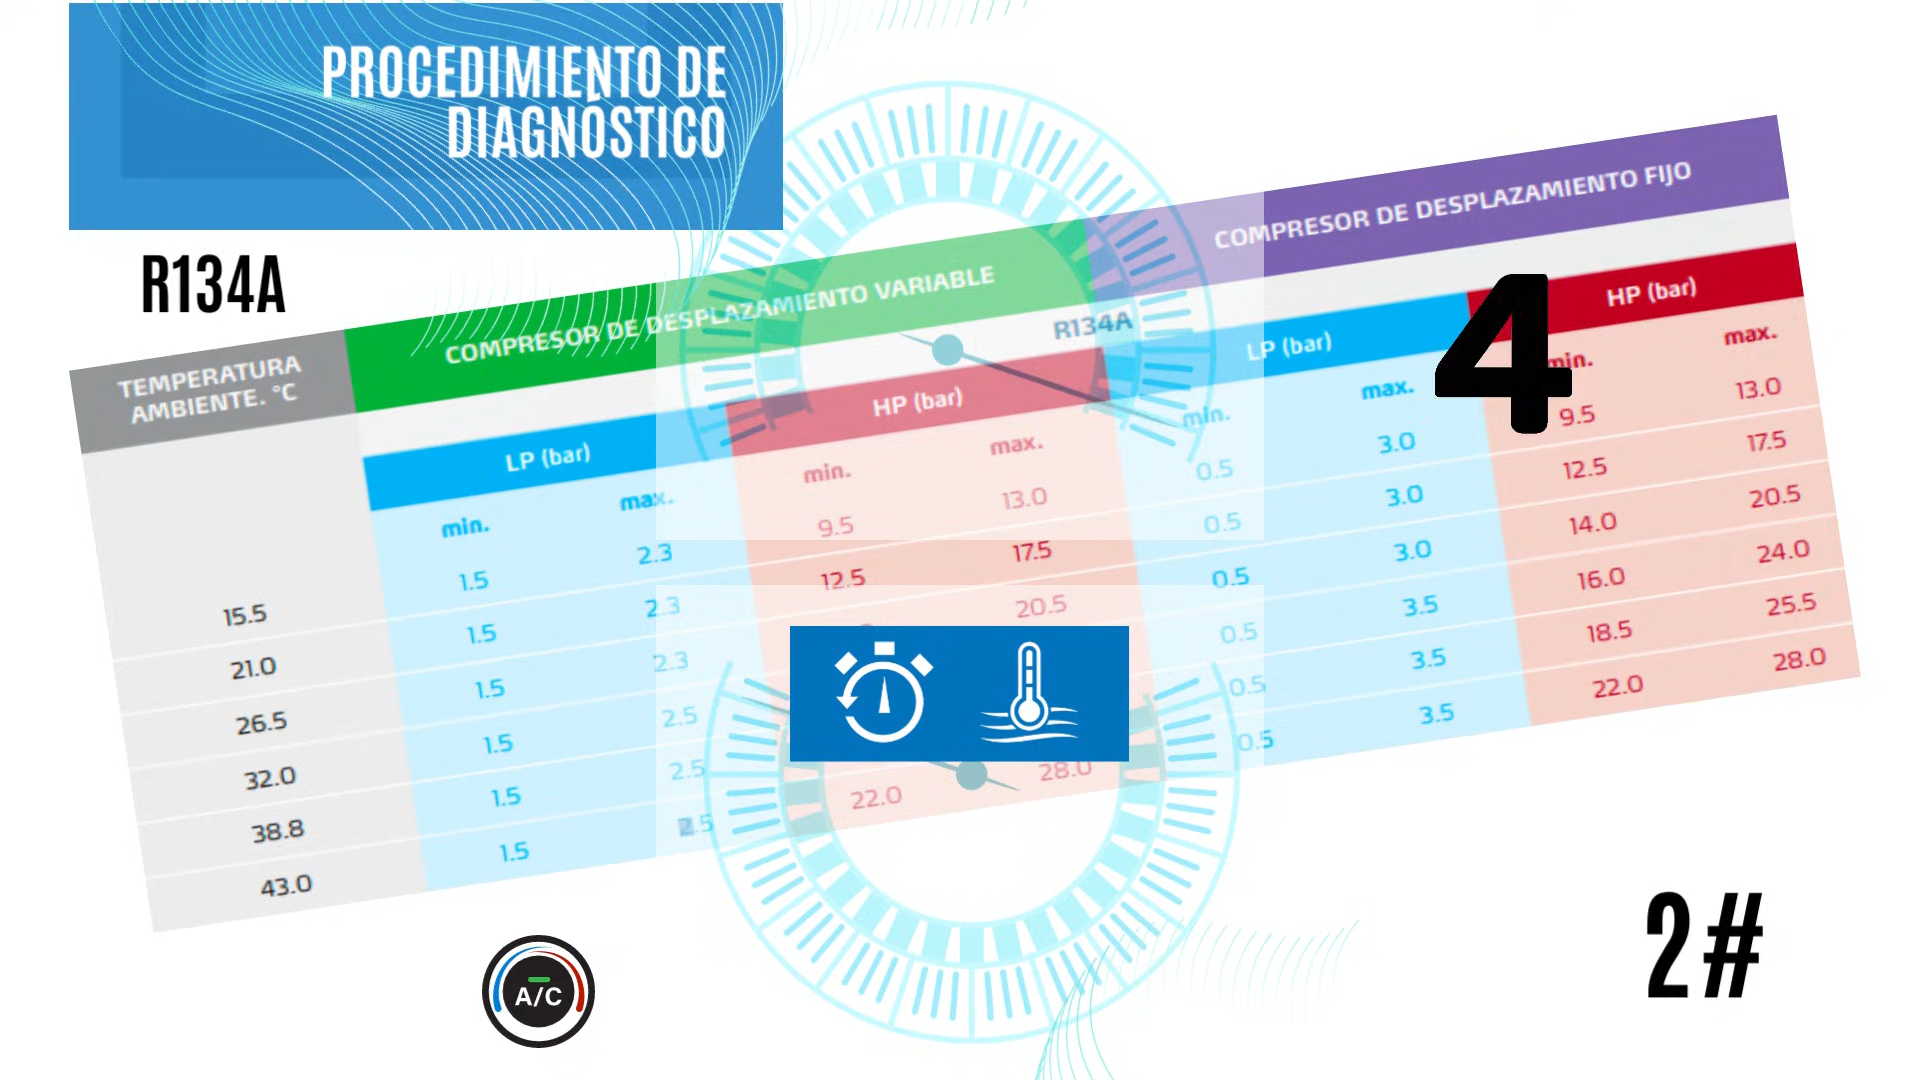 PROCEDIMIENTO DE
DIAGNÓSTICO
R134A
TEMPERATURA
AMBIENTE. °C
COMPRESOR DE DESPLAZAMIENTO VARIABLE
COMPRESOR DE DESPLAZAMIENTO FIJO
R134A
LP (bar) HP (bar) LP (bar) HP (bar)
min. max. min. max. min. max. min. max.
15.5 1.5 2.3 9.5 13.0 0.5 3.0 9.5 13.0
21.0 1.5 2.3 12.5 17.5 0.5 3.0 12.5 17.5
26.5 1.5 2.3 20.5 0.5 3.0 14.0 20.5
32.0 1.5 2.5 0.5 3.5 16.0 24.0
38.8 1.5 2.5 0.5 3.5 18.5 25.5
43.0 1.5 2.5 22.0 28.0 0.5 3.5 22.0 28.0
4
A/C
2#